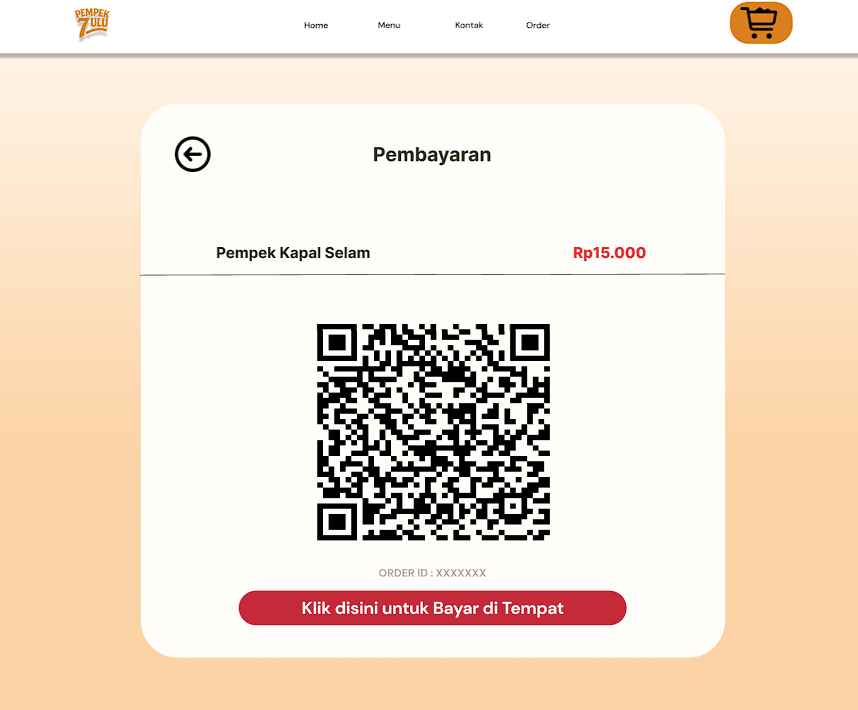 PEMPEK
7 ULU
Home Menu Kontak Order
Pembayaran
Pempek Kapal Selam Rp15.000
ORDER ID : XXXXXXX
Klik disini untuk Bayar di Tempat